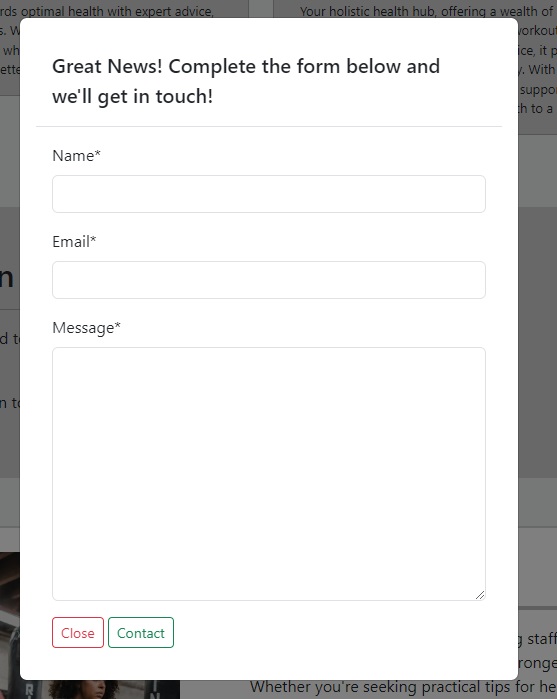 rds optimal health with expert advice,
Your holistic health hub, offering a wealth of
Great News! Complete the form below and
we'll get in touch!
Name*
Email*
Message*
Close
Contact
Whether you're seeking practical tips for he